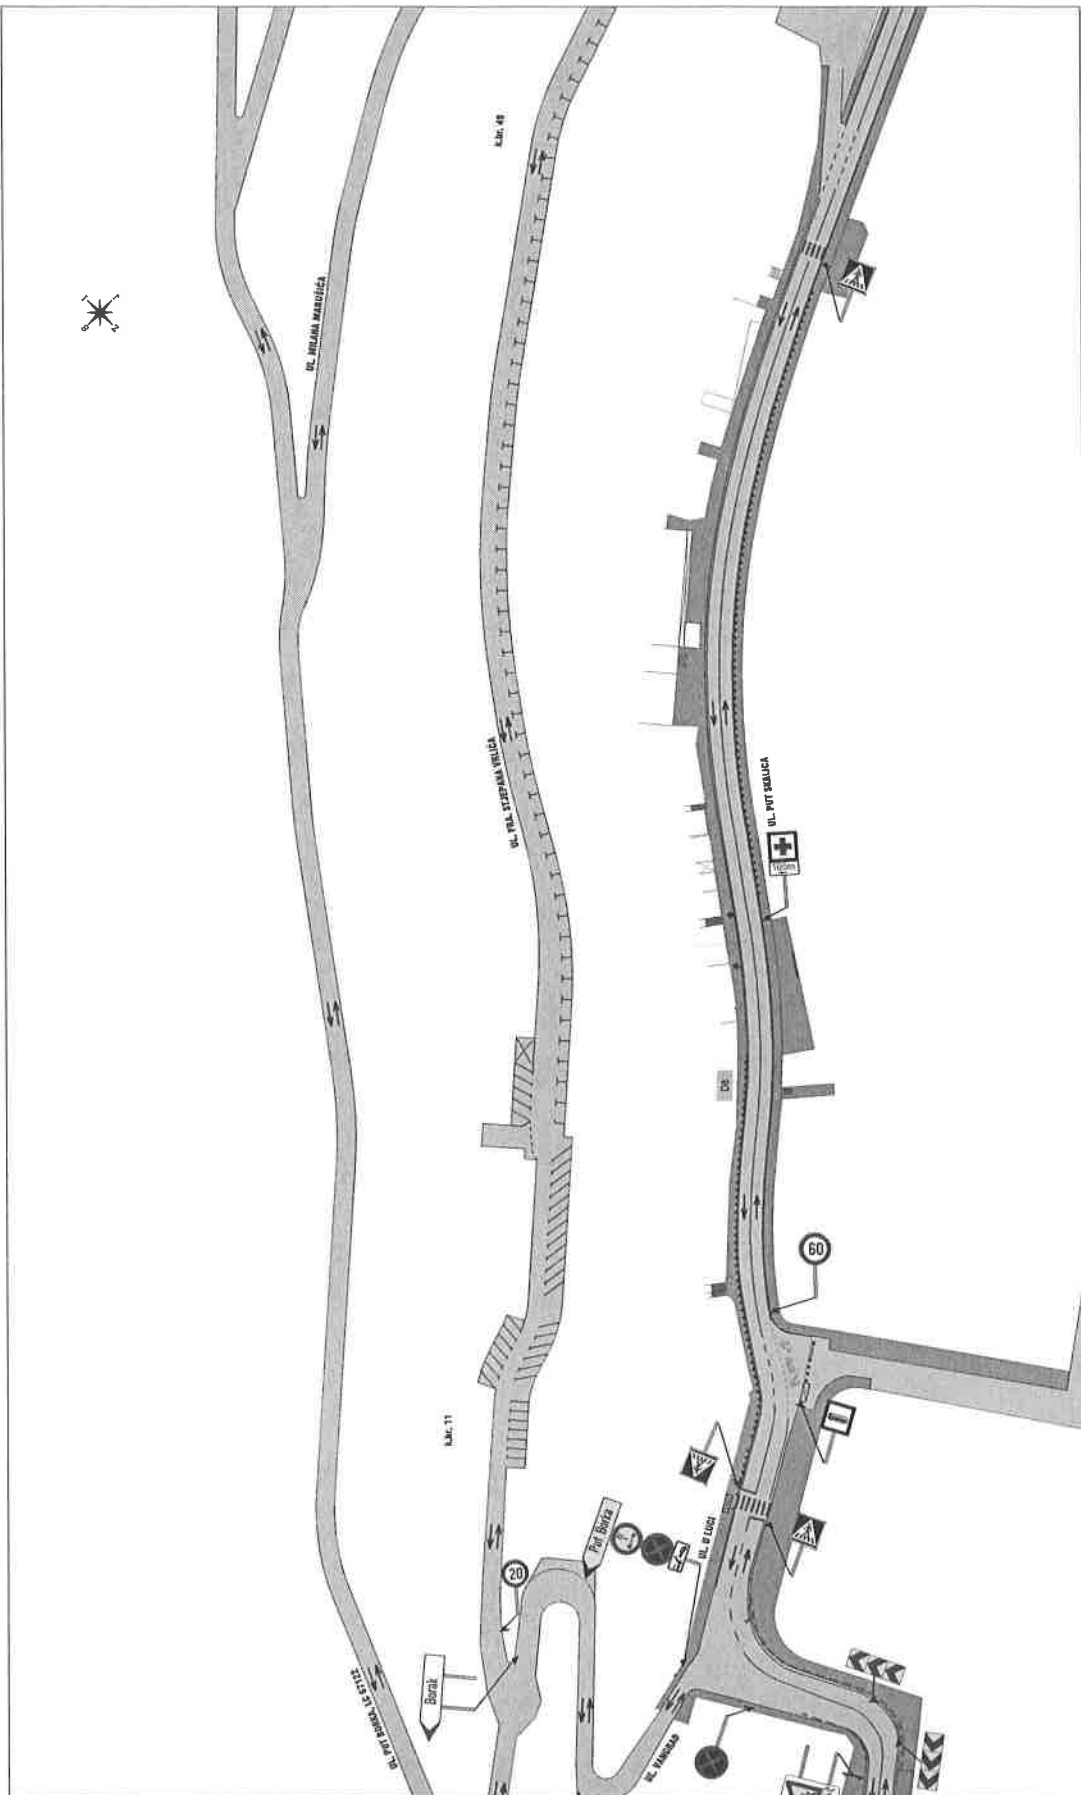 k.br. 49
UL. MILANA MARUŠIĆA
UL. FRA. STJEPANA VRLIĆA
UL. PUT SKALICA
D8
60
k.br. 11
Put Borka
UL. U LUCI
20
Borak
UL. PUT BORKA, LC 67122
UL. VANGRAD